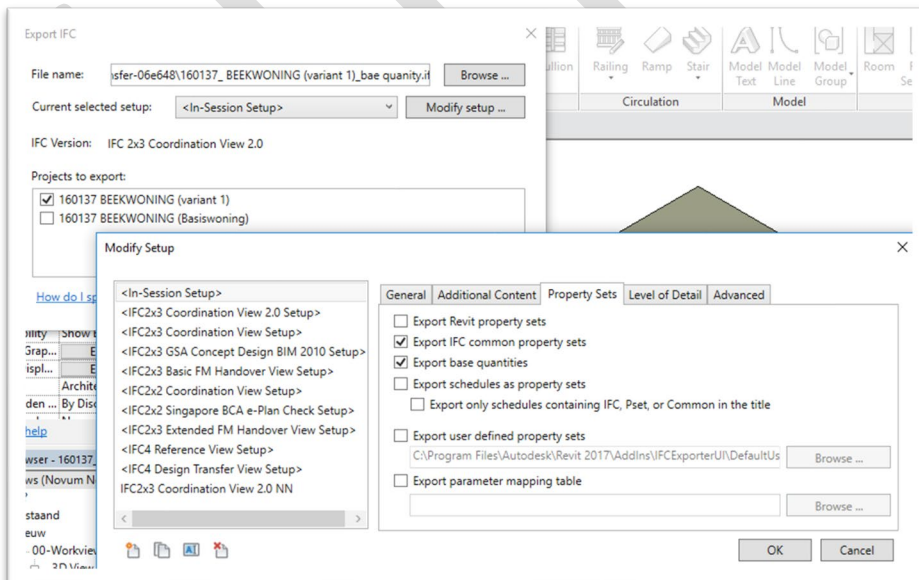 Export IFC
File name:
sfer-06e648\160137_ BEEKWONING (variant 1)_bae quanity.if
Browse ...
Current selected setup:
<In-Session Setup>
Modify setup ...
IFC Version: IFC 2x3 Coordination View 2.0
Projects to export:
160137 BEEKWONING (variant 1)
160137 BEEKWONING (Basiswoning)
How do I sp
Railing
Ramp
Stair
Model Text
Model Line
Model Group
Room
Circulation
Model
Modify Setup
<In-Session Setup>
<IFC2x3 Coordination View 2.0 Setup>
<IFC2x3 Coordination View Setup>
<IFC2x3 GSA Concept Design BIM 2010 Setup>
<IFC2x3 Basic FM Handover View Setup>
<IFC2x2 Coordination View Setup>
<IFC2x2 Singapore BCA e-Plan Check Setup>
<IFC2x3 Extended FM Handover View Setup>
<IFC4 Reference View Setup>
<IFC4 Design Transfer View Setup>
IFC2x3 Coordination View 2.0 NN
General
Additional Content
Property Sets
Level of Detail
Advanced
Export Revit property sets
Export IFC common property sets
Export base quantities
Export schedules as property sets
Export only schedules containing IFC, Pset, or Common in the title
Export user defined property sets
C:\Program Files\Autodesk\Revit 2017\AddIns\IFCExporterUI\DefaultUs
Browse ...
Export parameter mapping table
Browse ...
OK
Cancel
Grap...
ispl...
Archite
den ... By Disc
help
wser - 160137_
ws (Novum N
staand
euw
00-Workview
3D View